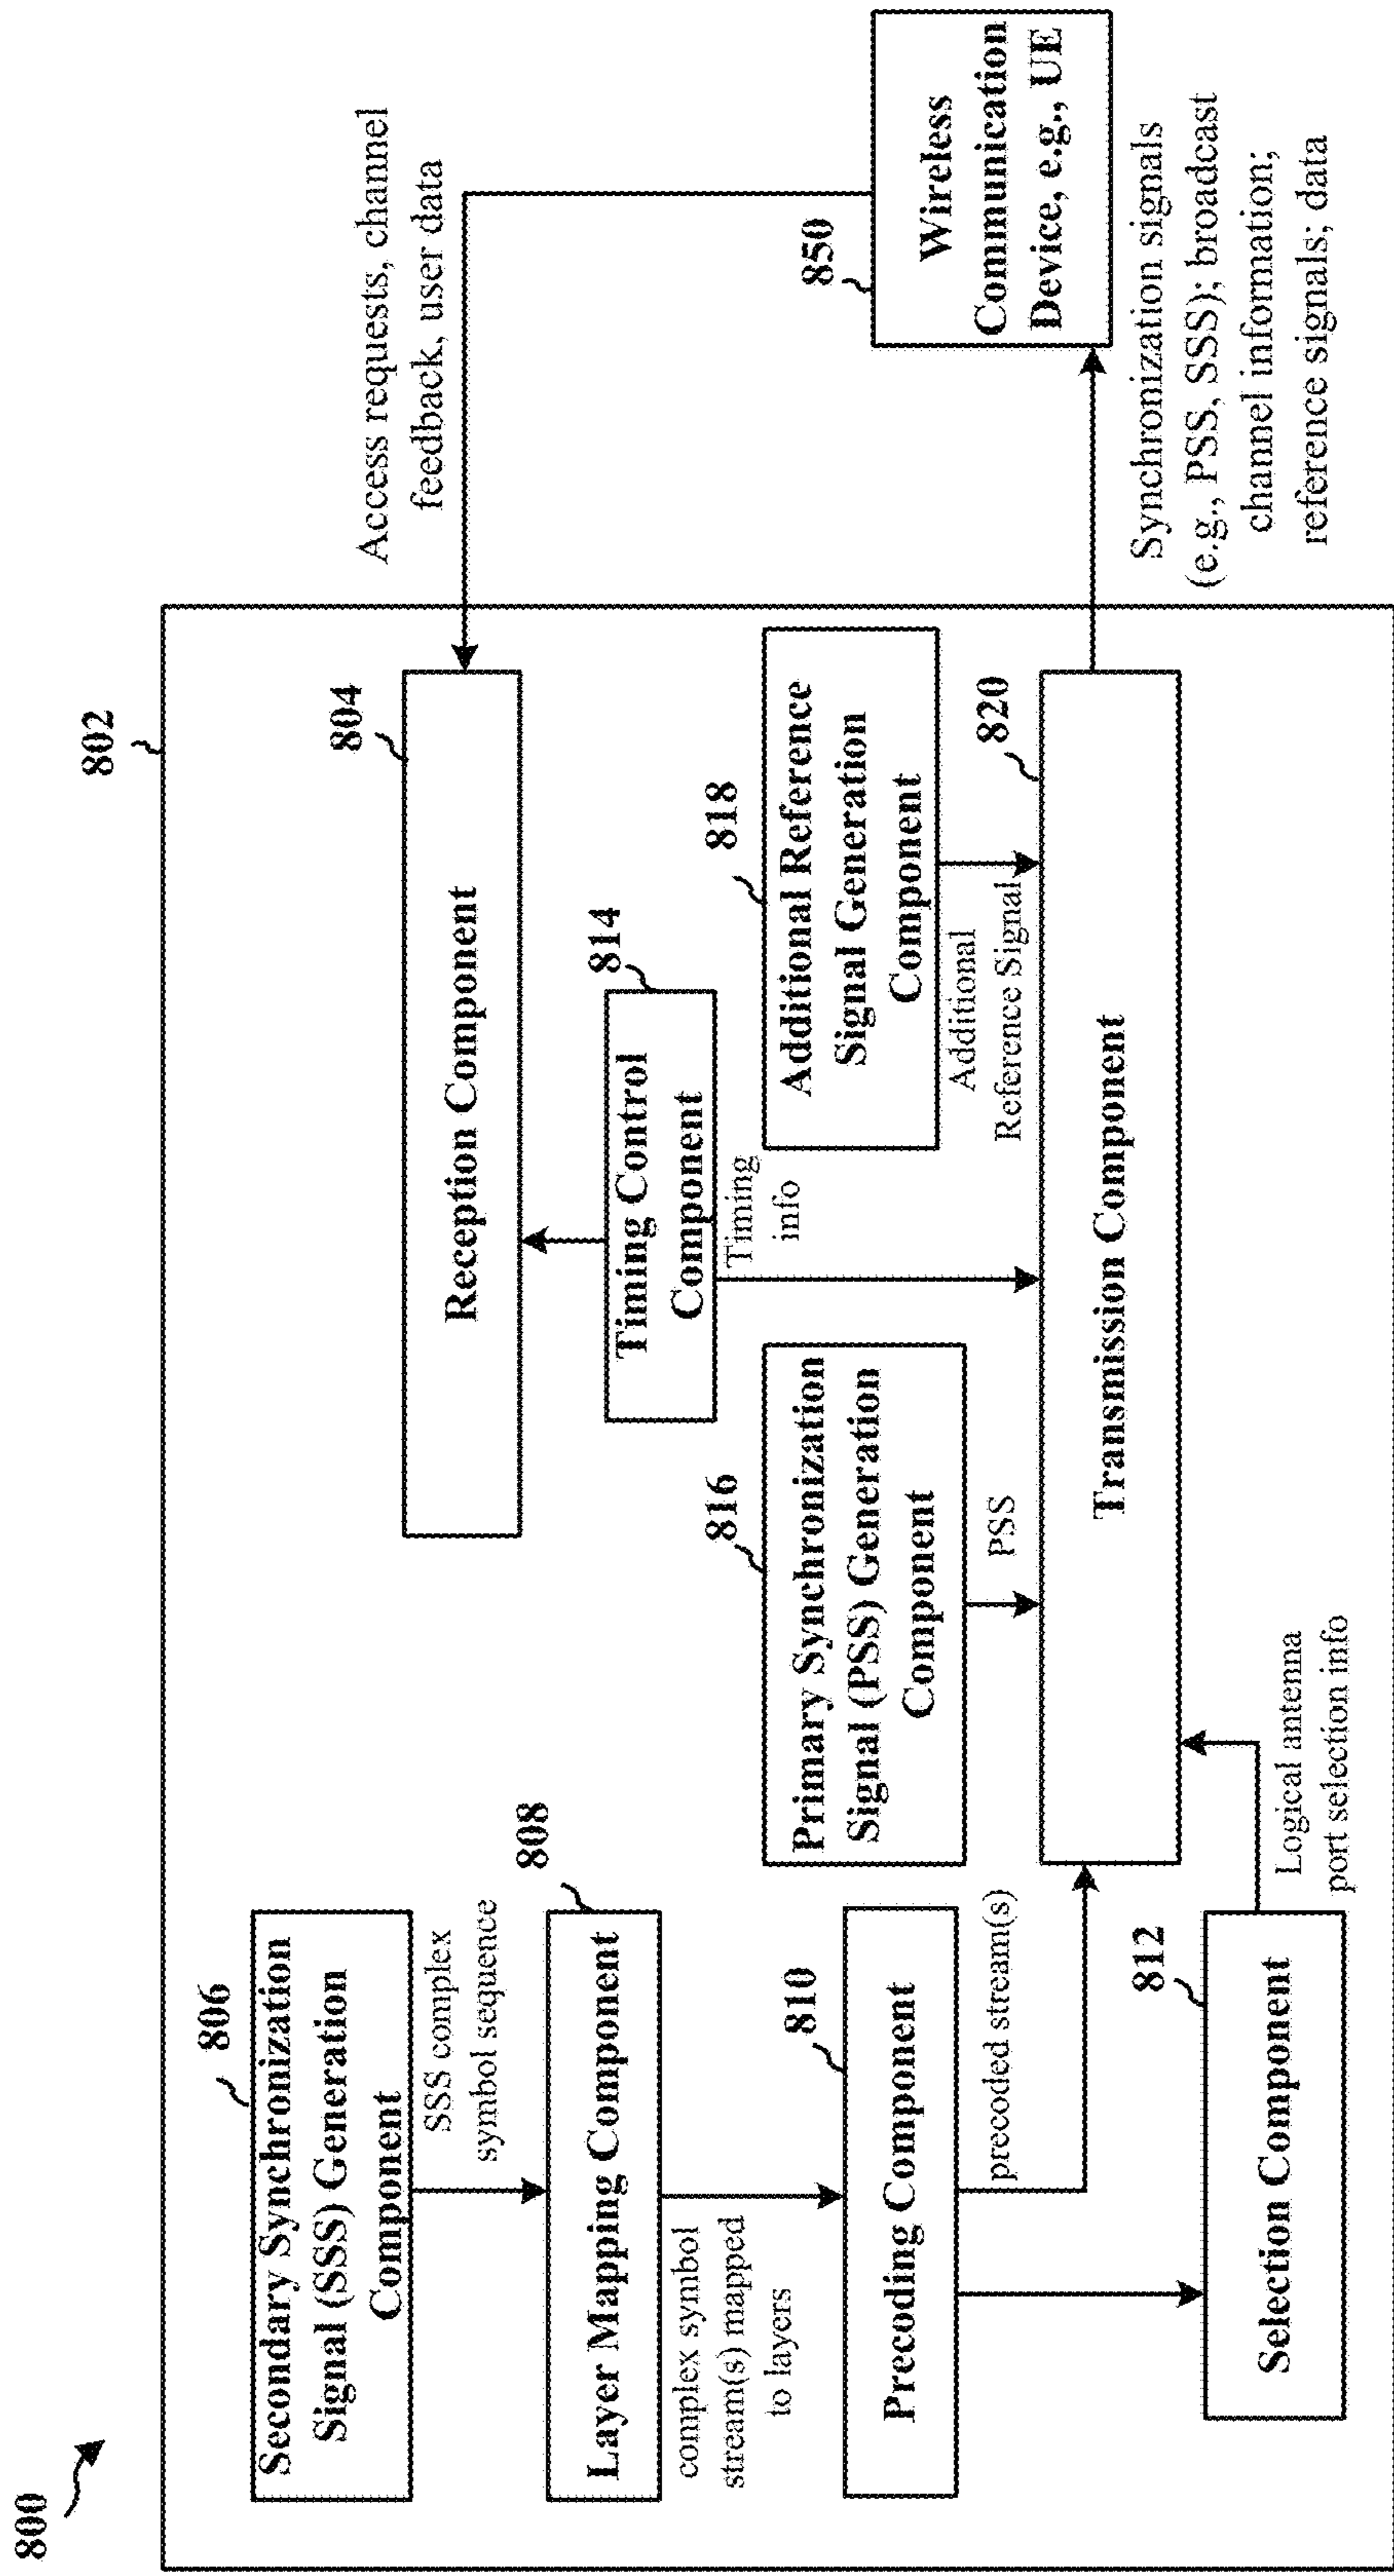 800
802
Secondary Synchronization
Signal (SSS) Generation
Component
806
SSS complex
symbol sequence
Layer Mapping Component
808
complex symbol
stream(s) mapped
to layers
Precoding Component
810
precoded stream(s)
Selection Component
812
Logical antenna
port selection info
Reception Component
804
Timing Control
Component
814
Timing
info
Primary Synchronization
Signal (PSS) Generation
Component
816
PSS
Additional Reference
Signal Generation
Component
818
Additional
Reference Signal
Transmission Component
820
Access requests, channel
feedback, user data
Wireless
Communication
Device, e.g., UE
850
Synchronization signals
(e.g., PSS, SSS); broadcast
channel information;
reference signals; data